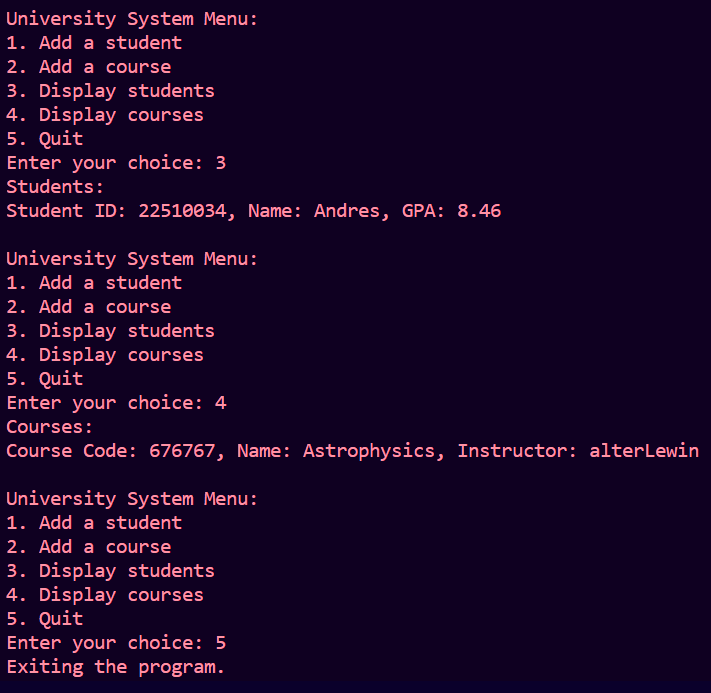 University System Menu:
1. Add a student
2. Add a course
3. Display students
4. Display courses
5. Quit
Enter your choice: 3
Students:
Student ID: 22510034, Name: Andres, GPA: 8.46

University System Menu:
1. Add a student
2. Add a course
3. Display students
4. Display courses
5. Quit
Enter your choice: 4
Courses:
Course Code: 676767, Name: Astrophysics, Instructor: alterLewin

University System Menu:
1. Add a student
2. Add a course
3. Display students
4. Display courses
5. Quit
Enter your choice: 5
Exiting the program.